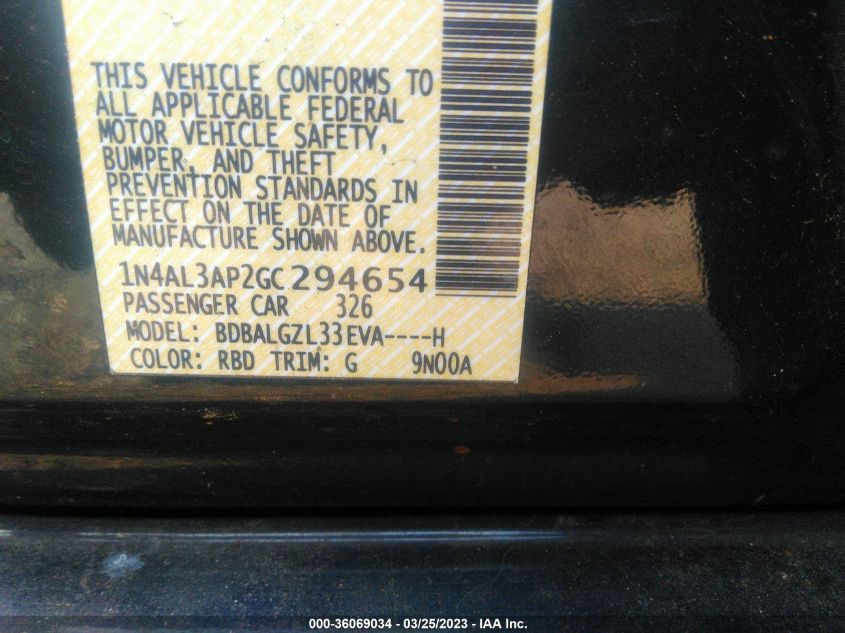 THIS VEHICLE CONFORMS TO
ALL APPLICABLE FEDERAL
MOTOR VEHICLE SAFETY,
BUMPER, AND THEFT
PREVENTION STANDARDS IN
EFFECT ON THE DATE OF
MANUFACTURE SHOWN ABOVE.
1N4AL3AP2GC294654
PASSENGER CAR 326
MODEL: BDBALGZL33EVA----H
COLOR: RBD TRIM: G 9N00A
000-36069034 - 03/25/2023 - IAA Inc.